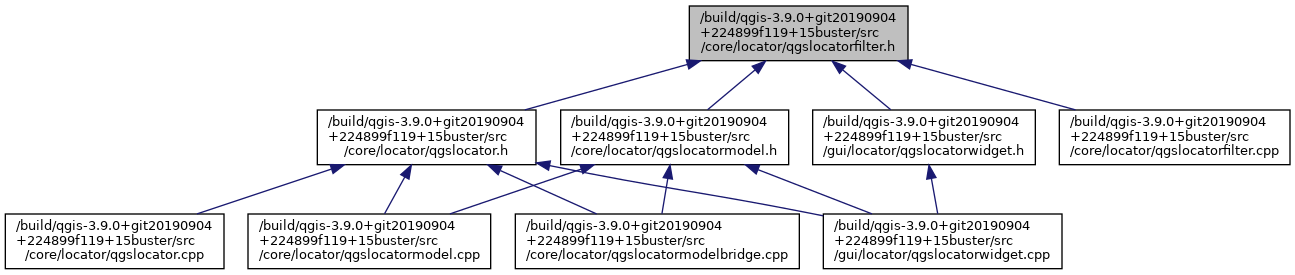 /build/qgis-3.9.0+git20190904
+224899f119+15buster/src
/core/locator/qgslocatorfilter.h
/build/qgis-3.9.0+git20190904
+224899f119+15buster/src
/core/locator/qgslocator.h
/build/qgis-3.9.0+git20190904
+224899f119+15buster/src
/core/locator/qgslocatormodel.h
/build/qgis-3.9.0+git20190904
+224899f119+15buster/src
/gui/locator/qgslocatorwidget.h
/build/qgis-3.9.0+git20190904
+224899f119+15buster/src
/core/locator/qgslocatorfilter.cpp
/build/qgis-3.9.0+git20190904
+224899f119+15buster/src
/core/locator/qgslocator.cpp
/build/qgis-3.9.0+git20190904
+224899f119+15buster/src
/core/locator/qgslocatormodel.cpp
/build/qgis-3.9.0+git20190904
+224899f119+15buster/src
/core/locator/qgslocatormodelbridge.cpp
/build/qgis-3.9.0+git20190904
+224899f119+15buster/src
/gui/locator/qgslocatorwidget.cpp